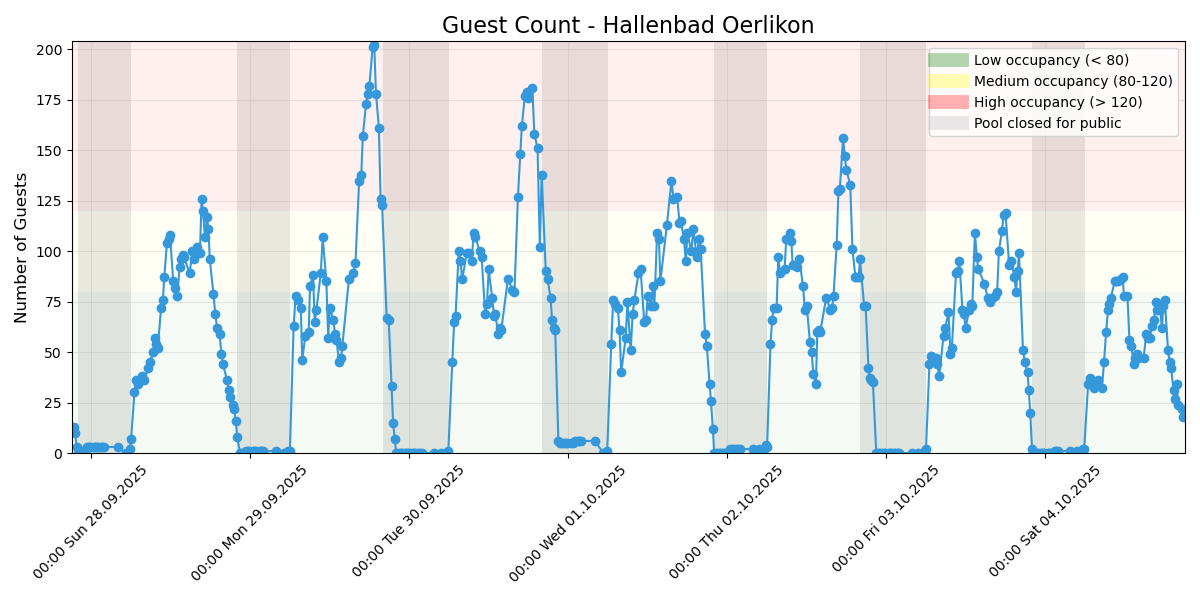 Guest Count - Hallenbad Oerlikon
Number of Guests
200
175
150
125
100
75
50
25
0
Low occupancy (< 80)
Medium occupancy (80-120)
High occupancy (> 120)
Pool closed for public
00:00 Sun 28.09.2025
00:00 Mon 29.09.2025
00:00 Tue 30.09.2025
00:00 Wed 01.10.2025
00:00 Thu 02.10.2025
00:00 Fri 03.10.2025
00:00 Sat 04.10.2025